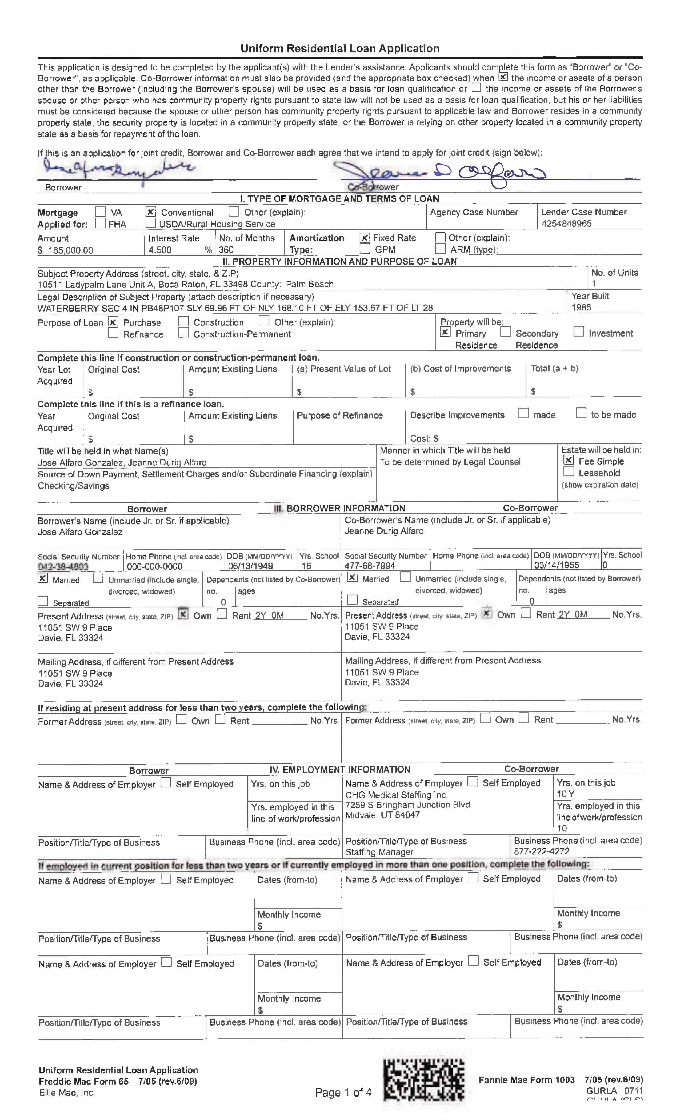 Uniform Residential Loan Application
This application is designed to be completed by the applicant(s) with the Lender's assistance. Applicants should complete this form as "Borrower" or "Co-
Borrower", as applicable. Co-Borrower information must also be provided (and the appropriate box checked) when the income or assets of a person
other than the Borrower (including the Borrower's spouse) will be used as a basis for loan qualification or the income or assets of the Borrower's
spouse or other person who has community property rights pursuant to state law will not be used as a basis for loan qualification, but his or her liabilities
must be considered because the spouse or other person has community property rights pursuant to applicable law and Borrower resides in a community
property state, the security property is located in a community property state, or the Borrower is relying on other property located in a community property
state as a basis for repayment of the loan.
If this is an application for joint credit, Borrower and Co-Borrower each agree that we intend to apply for joint credit (sign below):
Borrower Co-Borrower
I. TYPE OF MORTGAGE AND TERMS OF LOAN
Mortgage VA Conventional Other (explain): Agency Case Number Lender Case Number
Applied for: FHA USDA/Rural Housing Service 4254848965
Amount Interest Rate No. of Months Amortization Fixed Rate Other (explain):
$ 165,000.00 4.500 % 360 Type: GPM ARM (type):
II. PROPERTY INFORMATION AND PURPOSE OF LOAN
Subject Property Address (street, city, state, & ZIP) No. of Units
10511 Ladypalm Lane Unit A, Boca Raton, FL 33498 County: Palm Beach 1
Legal Description of Subject Property (attach description if necessary) Year Built
WATERBERRY SEC 4 IN PB46P107 SLY 69.96 FT OF NLY 168.10 FT OF ELY 153.67 FT OF LT 28 1986
Purpose of Loan Purchase Construction Other (explain): Property will be:
Refinance Construction-Permanent Primary Residence Secondary Residence Investment
Complete this line if construction or construction-permanent loan.
Year Lot Acquired Original Cost Amount Existing Liens (a) Present Value of Lot (b) Cost of Improvements Total (a + b)
$ $ $ $ $
Complete this line if this is a refinance loan.
Year Acquired Original Cost Amount Existing Liens Purpose of Refinance Describe Improvements made to be made
$ $ Cost: $
Title will be held in what Name(s) Manner in which Title will be held Estate will be held in:
Jose Alfaro Gonzalez, Jeanne Durig Alfaro To be determined by Legal Counsel Fee Simple
Source of Down Payment, Settlement Charges and/or Subordinate Financing (explain) Leasehold
Checking/Savings (show expiration date)
Borrower III. BORROWER INFORMATION Co-Borrower
Borrower's Name (include Jr. or Sr. if applicable) Co-Borrower's Name (include Jr. or Sr. if applicable)
Jose Alfaro Gonzalez Jeanne Durig Alfaro
Social Security Number Home Phone (incl. area code) DOB (MM/DD/YYYY) Yrs. School Social Security Number Home Phone (incl. area code) DOB (MM/DD/YYYY) Yrs. School
000-000-0000 05/13/1949 16 03/14/1955 0
Married Unmarried (include single, divorced, widowed) Dependents (not listed by Co-Borrower) Married Unmarried (include single, divorced, widowed) Dependents (not listed by Borrower)
Separated no. 0 ages Separated no. 0 ages
Present Address (street, city, state, ZIP) Own Rent 2Y 0M No.Yrs. Present Address (street, city, state, ZIP) Own Rent 2Y 0M No.Yrs.
11051 SW 9 Place 11051 SW 9 Place
Davie, FL 33324 Davie, FL 33324
Mailing Address, if different from Present Address Mailing Address, if different from Present Address
11051 SW 9 Place 11051 SW 9 Place
Davie, FL 33324 Davie, FL 33324
If residing at present address for less than two years, complete the following:
Former Address (street, city, state, ZIP) Own Rent No.Yrs. Former Address (street, city, state, ZIP) Own Rent No.Yrs.
Borrower IV. EMPLOYMENT INFORMATION Co-Borrower
Name & Address of Employer Self Employed Yrs. on this job Name & Address of Employer Self Employed Yrs. on this job
CHG Medical Staffing Inc 10 Y
Yrs. employed in this line of work/profession 7259 S Bringham Junction Blvd Yrs. employed in this line of work/profession
Midvale, UT 84047 10
Position/Title/Type of Business Business Phone (incl. area code) Position/Title/Type of Business Business Phone (incl. area code)
Staffing Manager 877-222-4272
If employed in current position for less than two years or if currently employed in more than one position, complete the following:
Name & Address of Employer Self Employed Dates (from-to) Name & Address of Employer Self Employed Dates (from-to)
Monthly Income Monthly Income
$ $
Position/Title/Type of Business Business Phone (incl. area code) Position/Title/Type of Business Business Phone (incl. area code)
Name & Address of Employer Self Employed Dates (from-to) Name & Address of Employer Self Employed Dates (from-to)
Monthly Income Monthly Income
$ $
Position/Title/Type of Business Business Phone (incl. area code) Position/Title/Type of Business Business Phone (incl. area code)
Uniform Residential Loan Application
Freddie Mac Form 65 7/05 (rev.6/09) Fannie Mae Form 1003 7/05 (rev.6/09)
Ellie Mae, Inc. Page 1 of 4 GURLA 0711